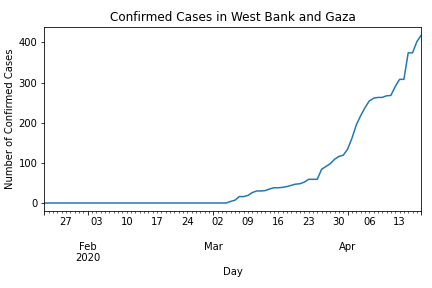 Confirmed Cases in West Bank and Gaza
Number of Confirmed Cases
400
300
200
100
0
27 03 10 17 24 02 09 16 23 30 06 13
Feb Mar Apr
2020
Day